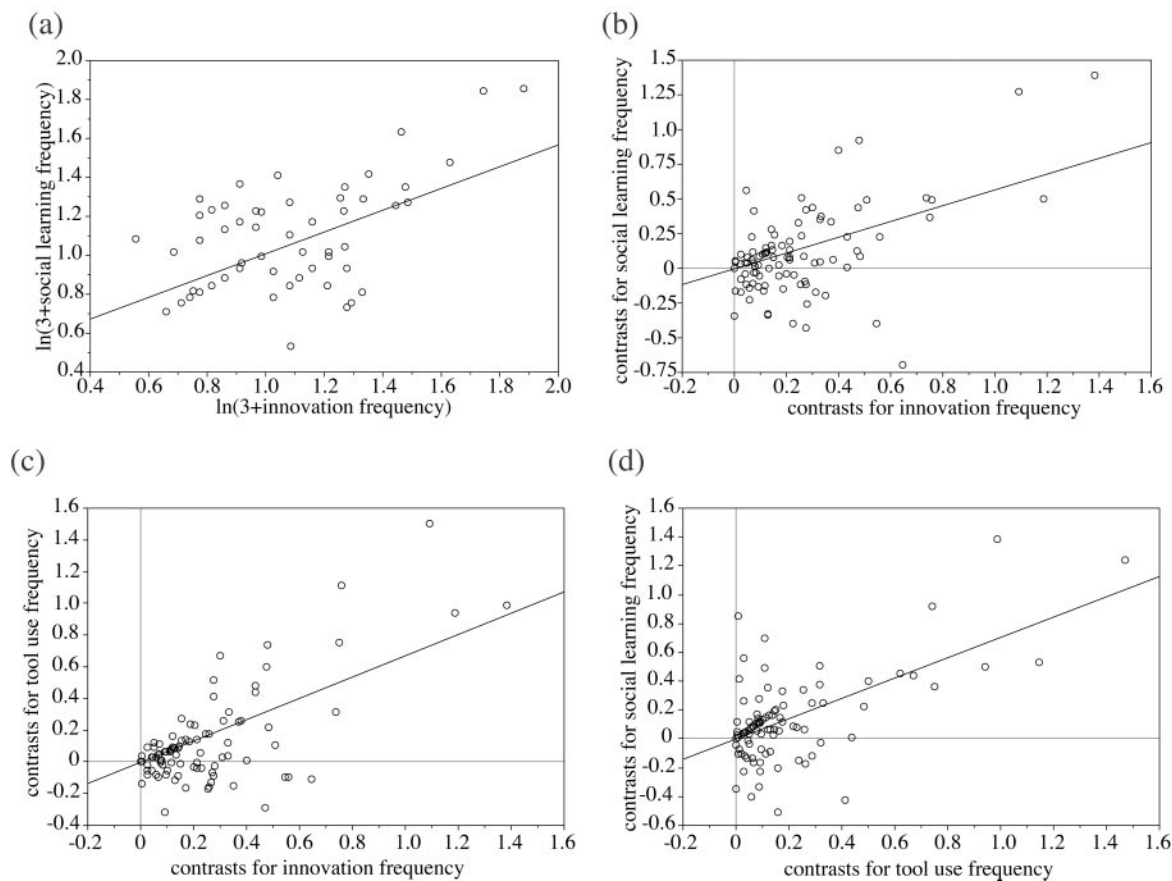 (a)
ln(3+social learning frequency)
2.0
1.8
1.6
1.4
1.2
1.0
0.8
0.6
0.4
0.4 0.6 0.8 1.0 1.2 1.4 1.6 1.8 2.0
ln(3+innovation frequency)
(b)
contrasts for social learning frequency
1.5
1.25
1.0
0.75
0.5
0.25
0
-0.25
-0.5
-0.75
-0.2 0 0.2 0.4 0.6 0.8 1.0 1.2 1.4 1.6
contrasts for innovation frequency
(c)
contrasts for tool use frequency
1.6
1.4
1.2
1.0
0.8
0.6
0.4
0.2
0
-0.2
-0.4
-0.2 0 0.2 0.4 0.6 0.8 1.0 1.2 1.4 1.6
contrasts for innovation frequency
(d)
contrasts for social learning frequency
1.6
1.4
1.2
1.0
0.8
0.6
0.4
0.2
0
-0.2
-0.4
-0.6
-0.2 0 0.2 0.4 0.6 0.8 1.0 1.2 1.4 1.6
contrasts for tool use frequency